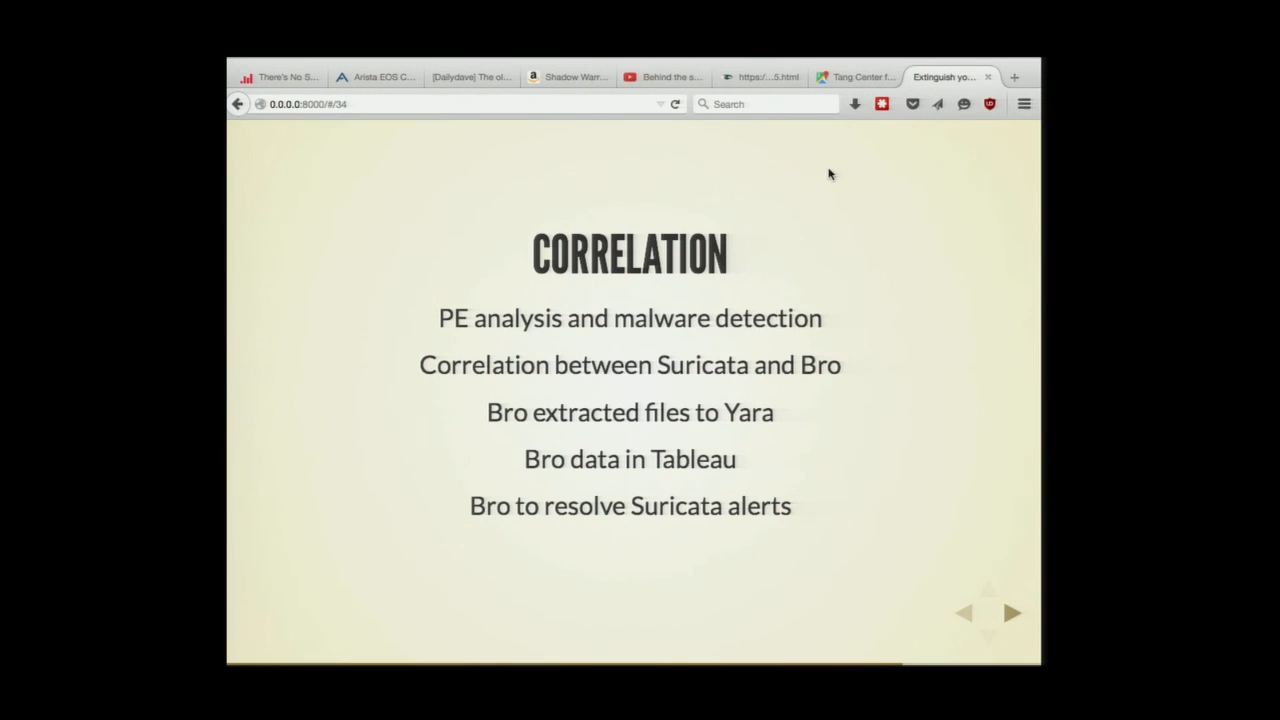 There's No S...
Arista EOS C...
[Dailydave] The ol...
Shadow Warr...
Behind the s...
https:/...5.html
Tang Center f...
Extinguish yo...
0.0.0.0:8000/#/34
Search
CORRELATION
PE analysis and malware detection
Correlation between Suricata and Bro
Bro extracted files to Yara
Bro data in Tableau
Bro to resolve Suricata alerts